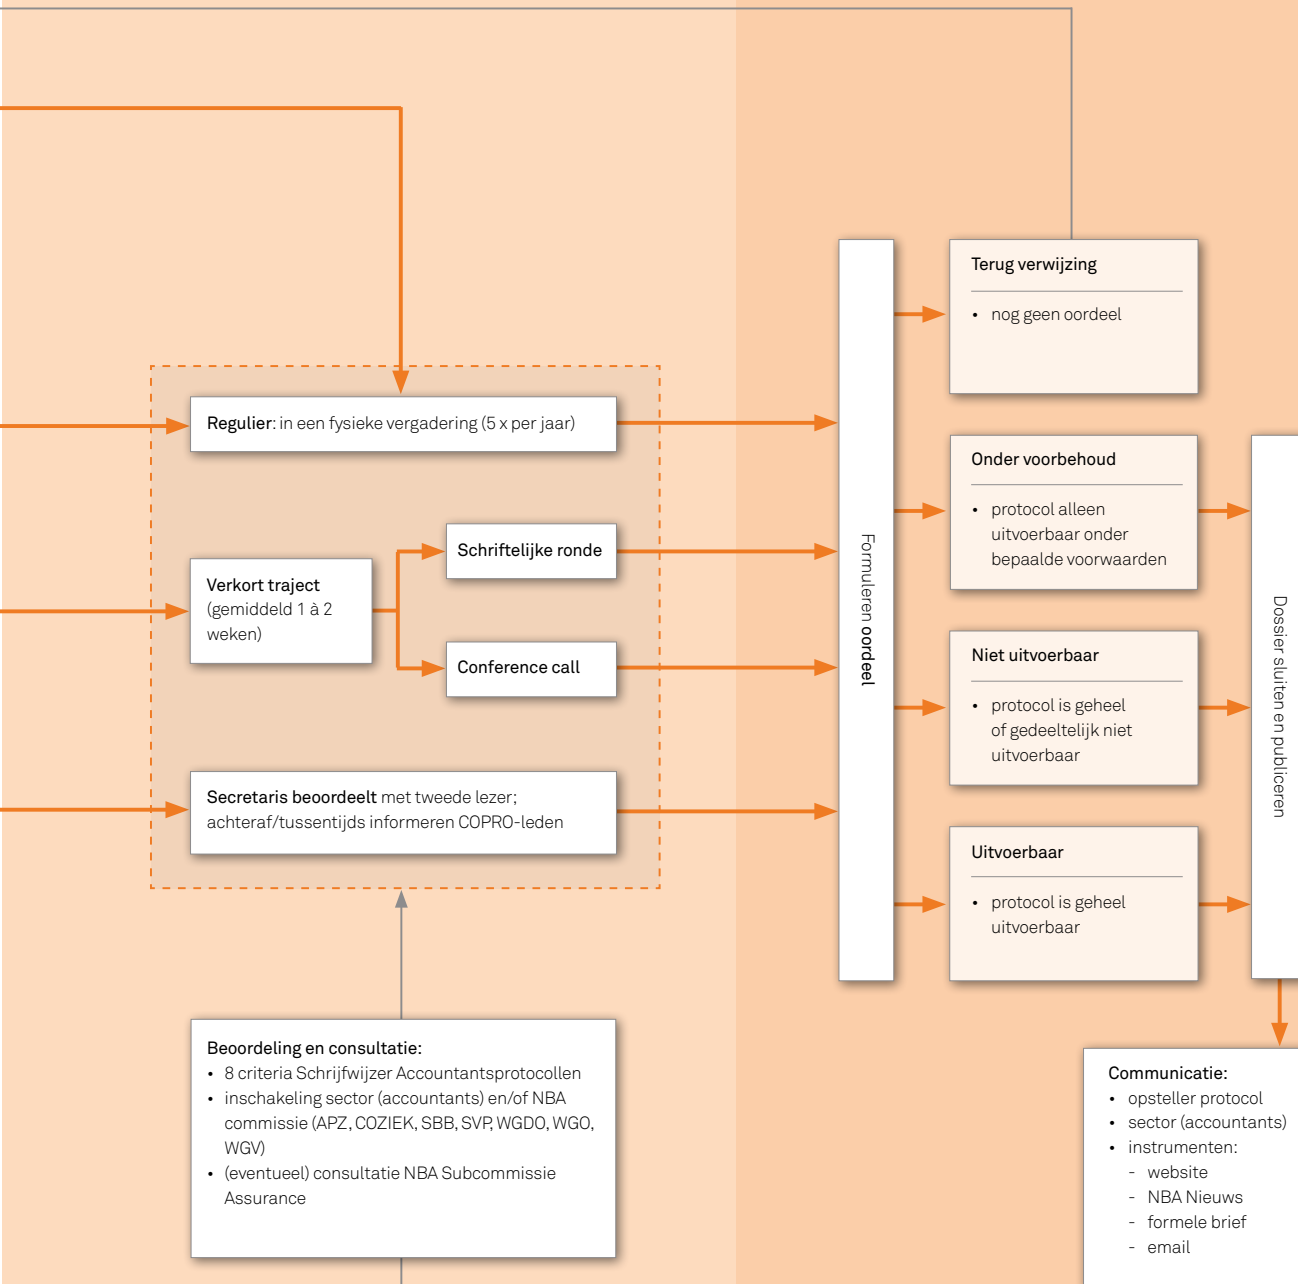 Regulier: in een fysieke vergadering (5 x per jaar)
Verkort traject
(gemiddeld 1 à 2
weken)
Schriftelijke ronde
Conference call
Secretaris beoordeelt met tweede lezer;
achteraf/tussentijds informeren COPRO-leden
Beoordeling en consultatie:
• 8 criteria Schrijfwijzer Accountantsprotocollen
• inschakeling sector (accountants) en/of NBA
commissie (APZ, COZIEK, SBB, SVP, WGDO, WGO,
WGV)
• (eventueel) consultatie NBA Subcommissie
Assurance
Formuleren oordeel
Terug verwijzing
• nog geen oordeel
Onder voorbehoud
• protocol alleen
uitvoerbaar onder
bepaalde voorwaarden
Niet uitvoerbaar
• protocol is geheel
of gedeeltelijk niet
uitvoerbaar
Uitvoerbaar
• protocol is geheel
uitvoerbaar
Dossier sluiten en publiceren
Communicatie:
• opsteller protocol
• sector (accountants)
• instrumenten:
- website
- NBA Nieuws
- formele brief
- email